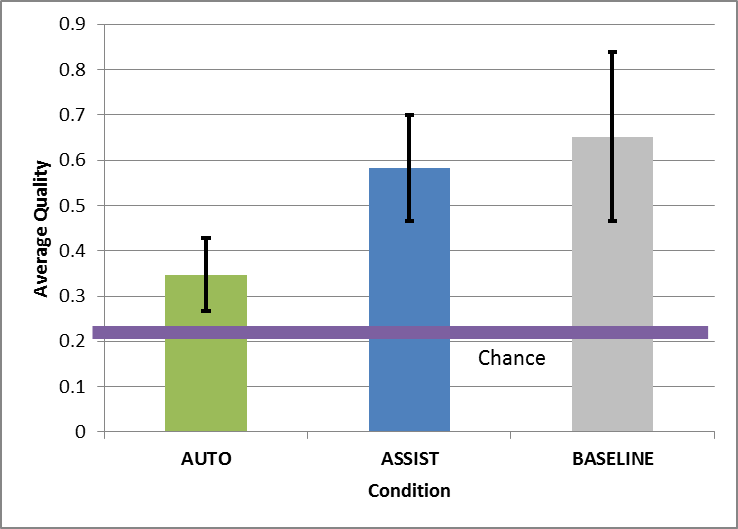 Average Quality
0.9
0.8
0.7
0.6
0.5
0.4
0.3
0.2
0.1
0
Chance
AUTO
ASSIST
BASELINE
Condition